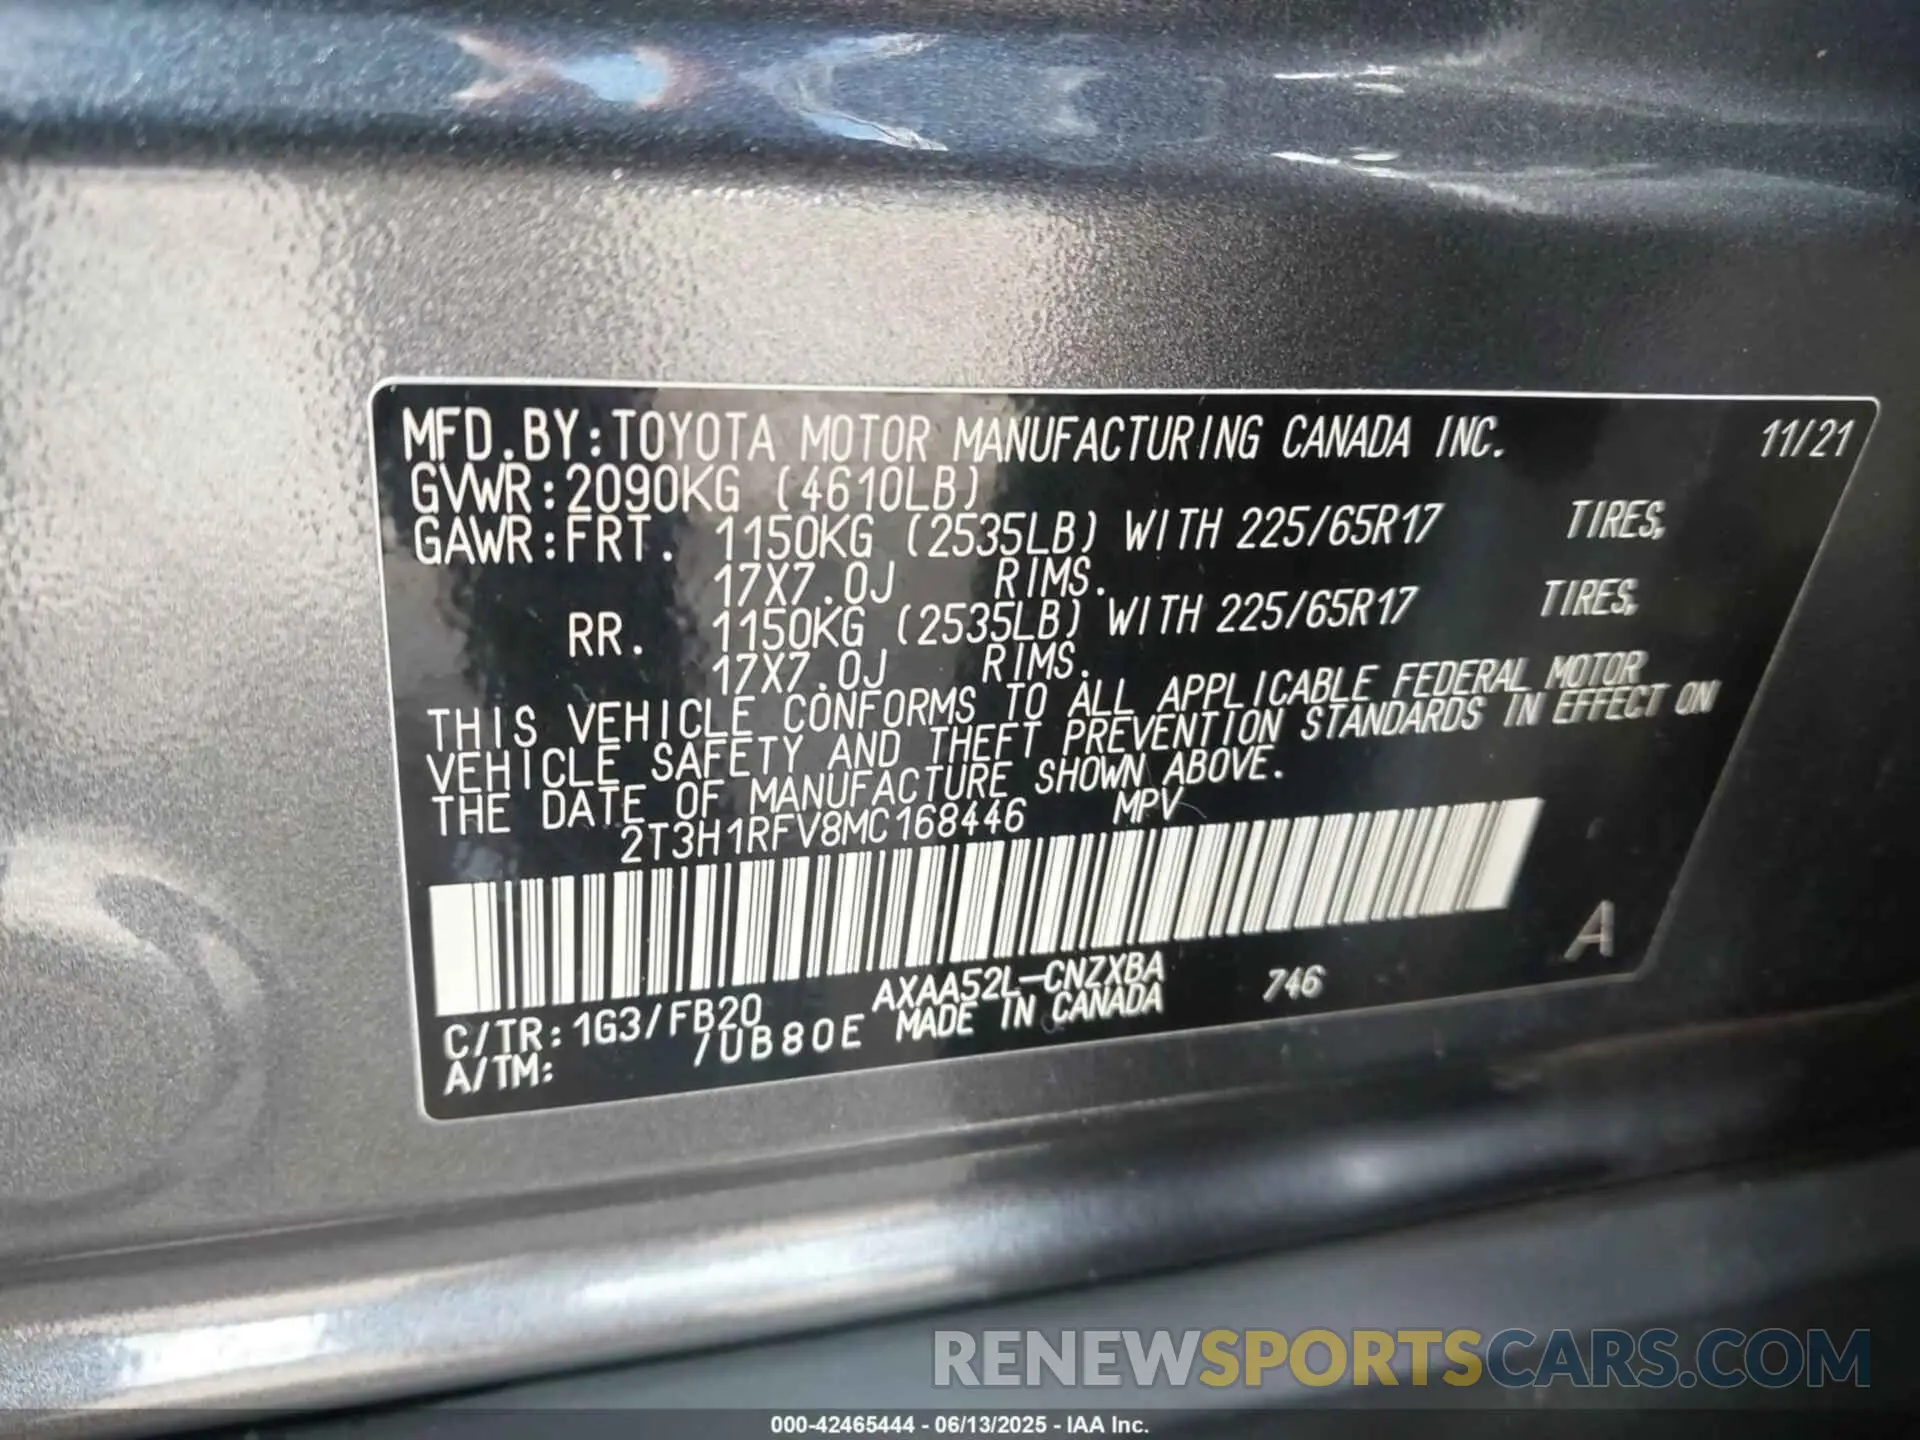 MFD.BY:TOYOTA MOTOR MANUFACTURING CANADA INC. 11/21
GVWR:2090KG (4610LB)
GAWR:FRT. 1150KG (2535LB) WITH 225/65R17 TIRES,
17X7.0J RIMS.
RR. 1150KG (2535LB) WITH 225/65R17 TIRES,
17X7.0J RIMS.
THIS VEHICLE CONFORMS TO ALL APPLICABLE FEDERAL MOTOR
VEHICLE SAFETY AND THEFT PREVENTION STANDARDS IN EFFECT ON
THE DATE OF MANUFACTURE SHOWN ABOVE.
2T3H1RFV8MC168446 MPV
A
C/TR:1G3/FB20 AXAA52L-CNZXBA 746
A/TM: /UB80E MADE IN CANADA
RENEWSPORTSCARS.COM
000-42465444 - 06/13/2025 - IAA Inc.